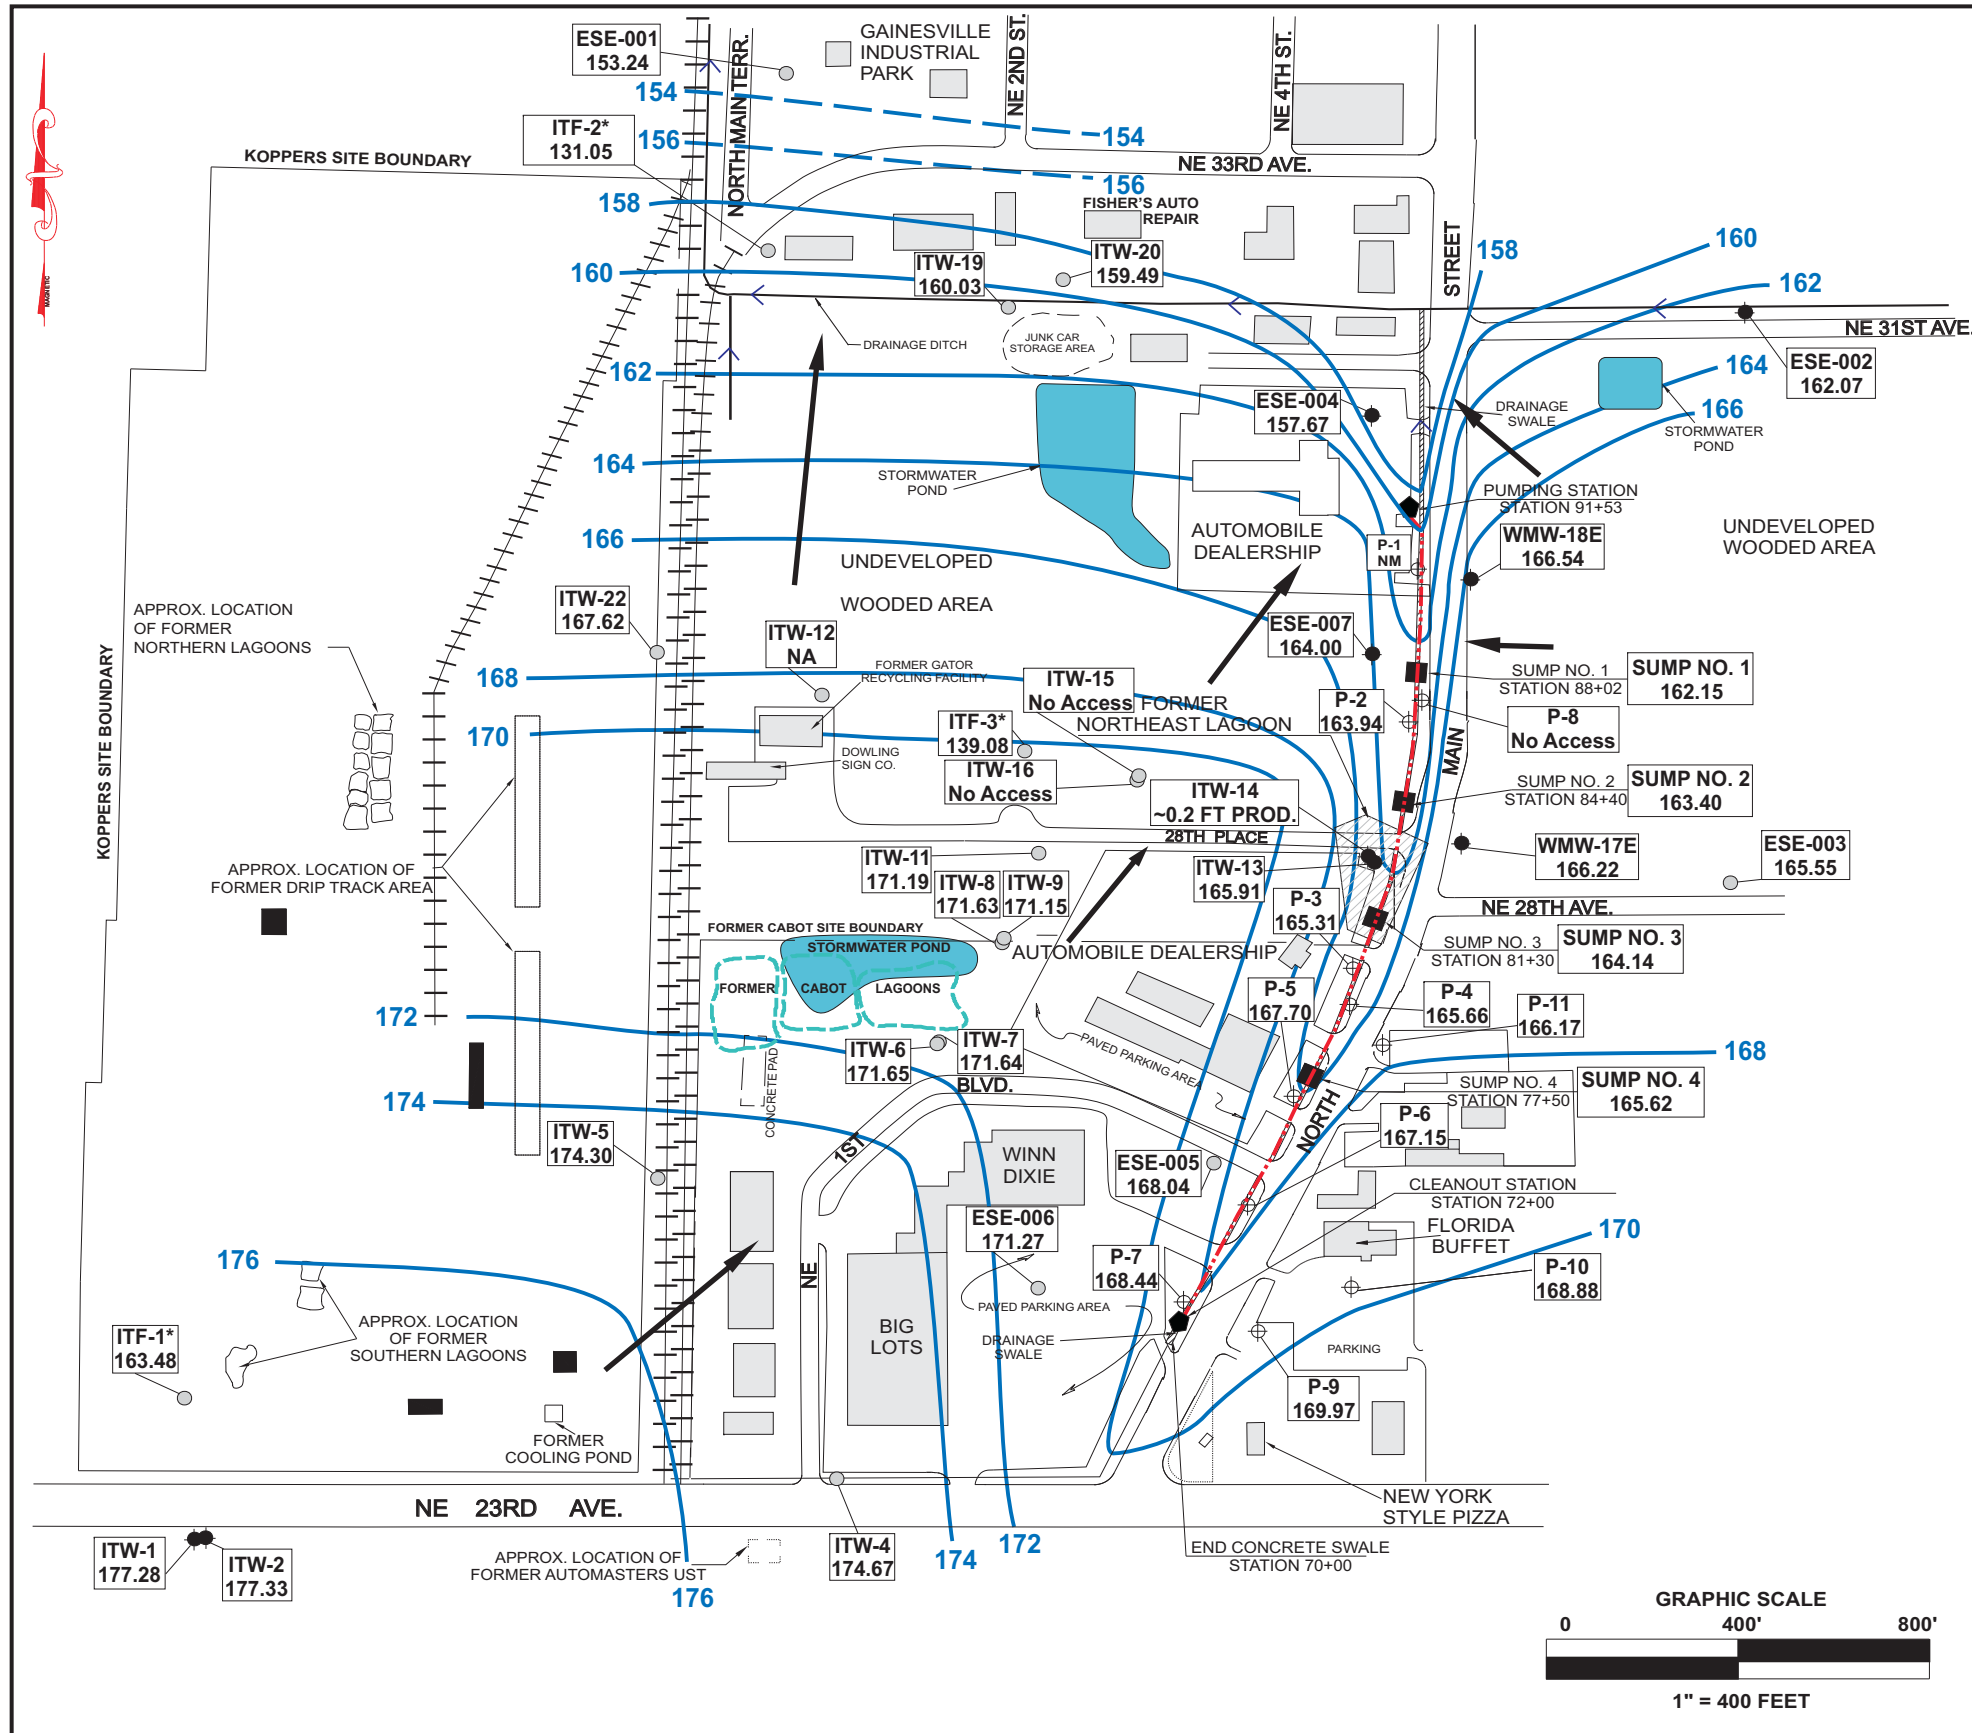 ESE-001
153.24
GAINESVILLE
INDUSTRIAL
PARK
NORTH MAIN TERR.
NE 2ND ST.
NE 4TH ST.
154
154
ITF-2*
131.05
156
156
KOPPERS SITE BOUNDARY
NE 33RD AVE.
158
FISHER'S AUTO
REPAIR
STREET
158
160
160
ITW-19
160.03
ITW-20
159.49
162
NE 31ST AVE.
MAGNETIC
DRAINAGE DITCH
JUNK CAR
STORAGE AREA
ESE-002
162.07
162
164
ESE-004
157.67
DRAINAGE
SWALE
166
STORMWATER
POND
164
STORMWATER
POND
PUMPING STATION
STATION 91+53
AUTOMOBILE
DEALERSHIP
UNDEVELOPED
WOODED AREA
166
P-1
NM
WMW-18E
166.54
UNDEVELOPED
WOODED AREA
APPROX. LOCATION
OF FORMER
NORTHERN LAGOONS
ITW-22
167.62
ITW-12
NA
ESE-007
164.00
KOPPERS SITE BOUNDARY
168
FORMER GATOR
RECYCLING FACILITY
ITW-15
No Access
FORMER
NORTHEAST LAGOON
P-2
163.94
SUMP NO. 1
STATION 88+02
SUMP NO. 1
162.15
P-8
No Access
170
ITF-3*
139.08
DOWLING
SIGN CO.
ITW-16
No Access
MAIN
ITW-14
~0.2 FT PROD.
SUMP NO. 2
STATION 84+40
SUMP NO. 2
163.40
28TH PLACE
ITW-11
171.19
ITW-13
165.91
WMW-17E
166.22
ESE-003
165.55
APPROX. LOCATION OF
FORMER DRIP TRACK AREA
ITW-8
171.63
ITW-9
171.15
P-3
165.31
NE 28TH AVE.
FORMER CABOT SITE BOUNDARY
STORMWATER POND
AUTOMOBILE DEALERSHIP
SUMP NO. 3
STATION 81+30
SUMP NO. 3
164.14
FORMER
CABOT
LAGOONS
P-5
167.70
P-4
165.66
P-11
166.17
172
CONCRETE PAD
ITW-6
171.65
ITW-7
171.64
PAVED PARKING AREA
168
BLVD.
SUMP NO. 4
STATION 77+50
SUMP NO. 4
165.62
174
1ST
NORTH
P-6
167.15
ITW-5
174.30
WINN
DIXIE
ESE-005
168.04
CLEANOUT STATION
STATION 72+00
ESE-006
171.27
FLORIDA
BUFFET
170
176
NE
P-7
168.44
P-10
168.88
PAVED PARKING AREA
APPROX. LOCATION
OF FORMER
SOUTHERN LAGOONS
BIG
LOTS
DRAINAGE
SWALE
PARKING
ITF-1*
163.48
P-9
169.97
FORMER
COOLING POND
NE 23RD AVE.
NEW YORK
STYLE PIZZA
ITW-1
177.28
ITW-2
177.33
APPROX. LOCATION OF
FORMER AUTOMASTERS UST
176
ITW-4
174.67
174
172
END CONCRETE SWALE
STATION 70+00
GRAPHIC SCALE
0 400' 800'
1" = 400 FEET